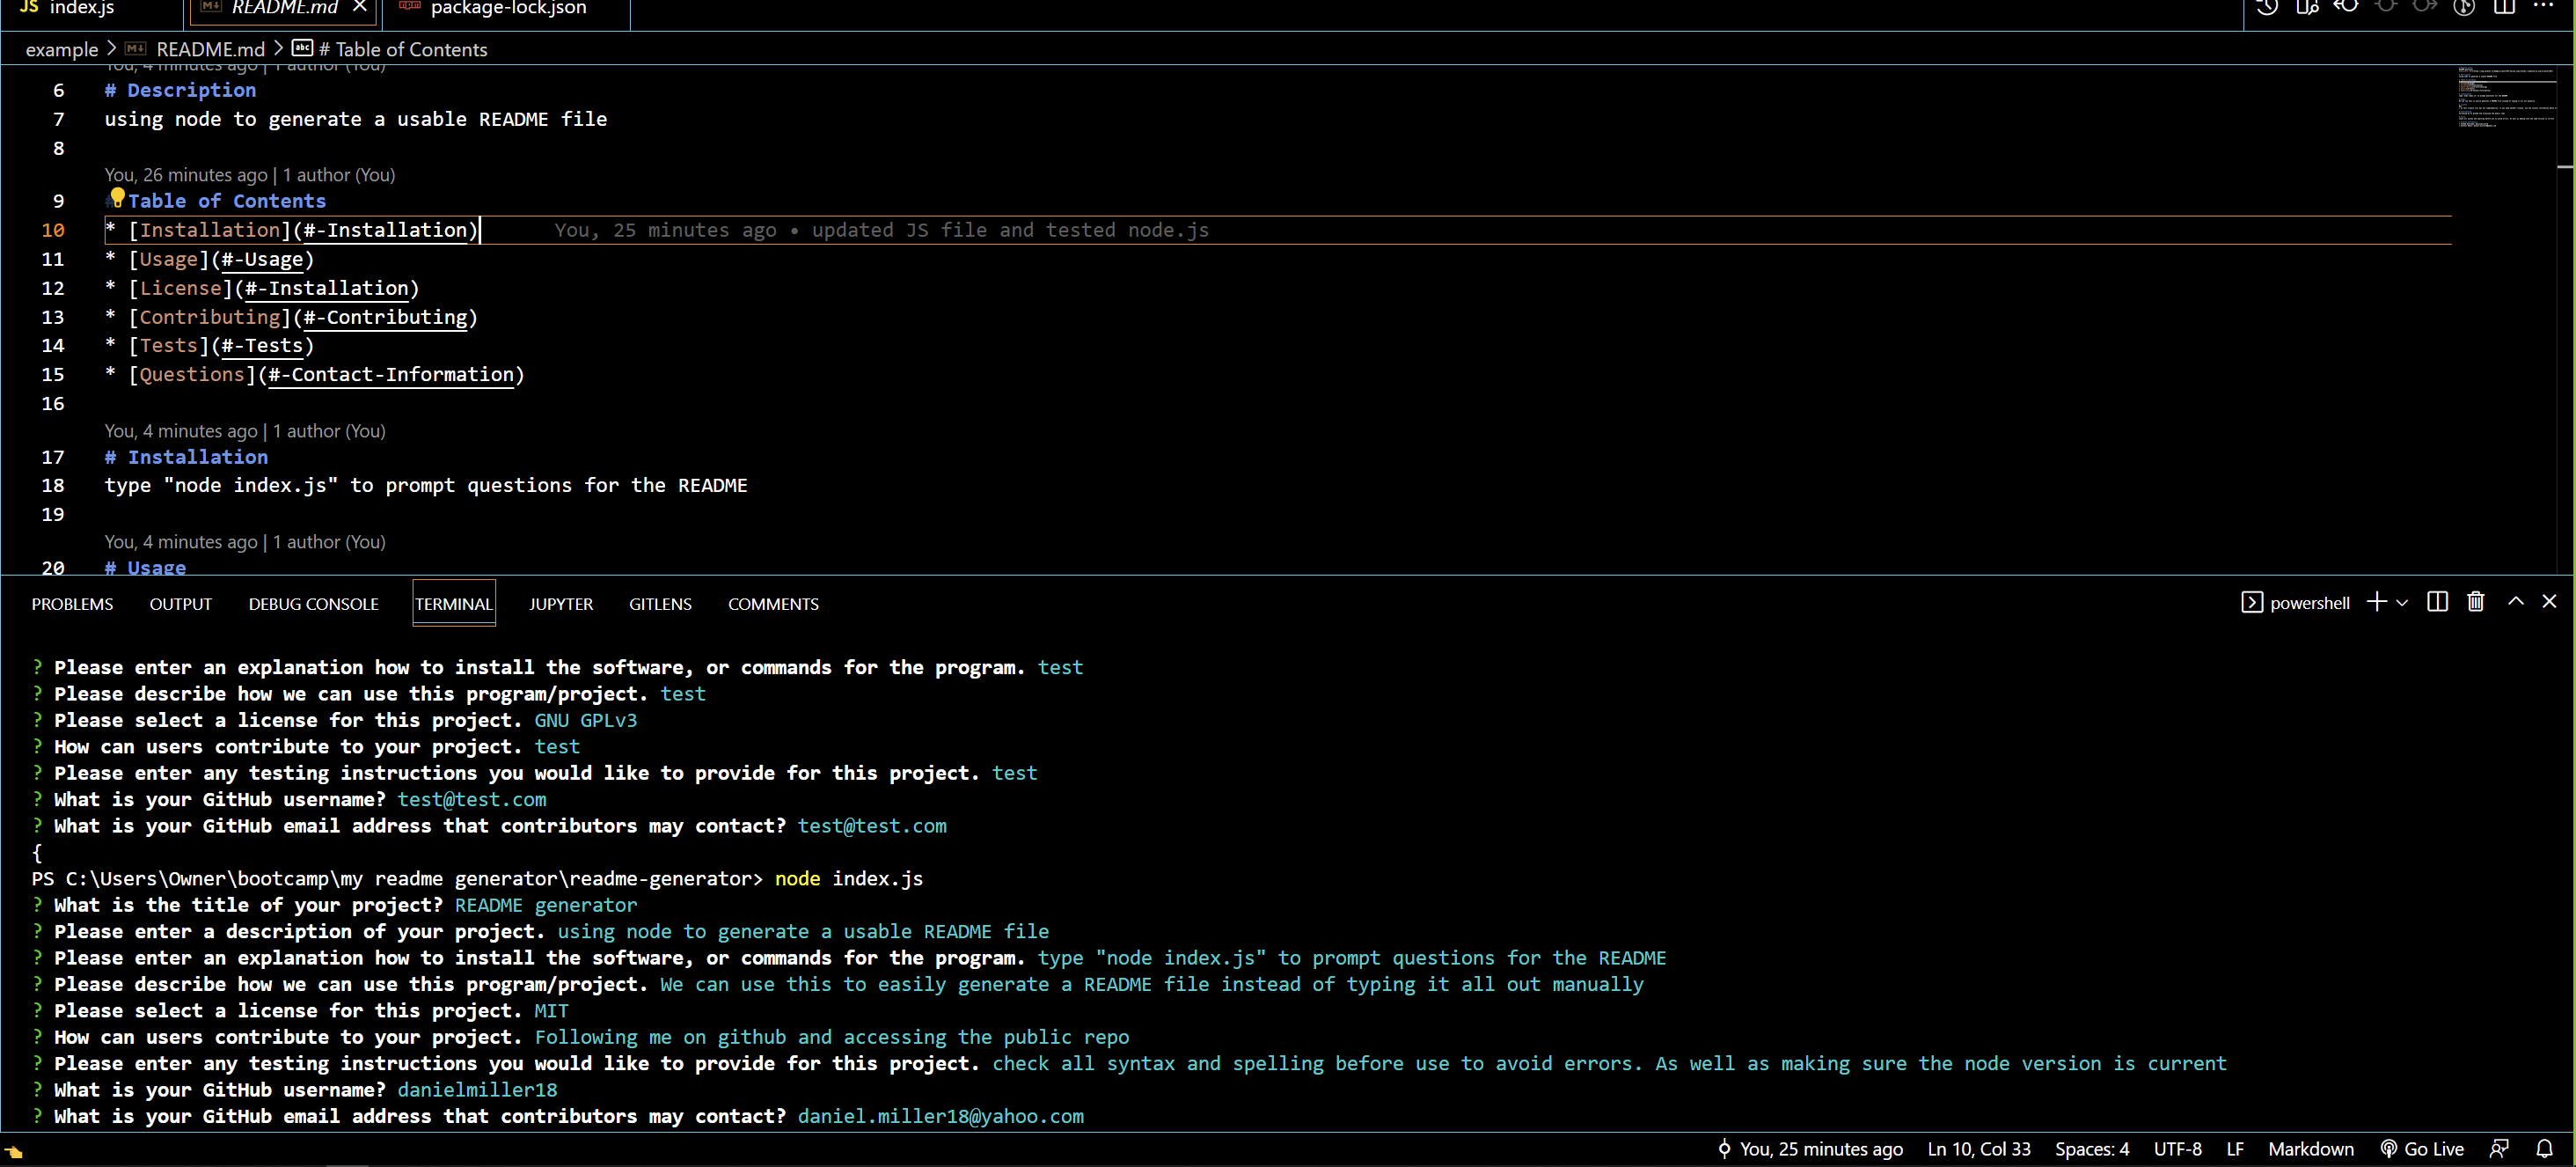 JS index.js README.md package-lock.json
example > README.md > # Table of Contents
You, 4 minutes ago | 1 author (You)
6 # Description
7 using node to generate a usable README file
8
You, 26 minutes ago | 1 author (You)
9 # Table of Contents
10 * [Installation](#-Installation) You, 25 minutes ago • updated JS file and tested node.js
11 * [Usage](#-Usage)
12 * [License](#-Installation)
13 * [Contributing](#-Contributing)
14 * [Tests](#-Tests)
15 * [Questions](#-Contact-Information)
16
You, 4 minutes ago | 1 author (You)
17 # Installation
18 type "node index.js" to prompt questions for the README
19
You, 4 minutes ago | 1 author (You)
20 # Usage
PROBLEMS OUTPUT DEBUG CONSOLE TERMINAL JUPYTER GITLENS COMMENTS powershell
? Please enter an explanation how to install the software, or commands for the program. test
? Please describe how we can use this program/project. test
? Please select a license for this project. GNU GPLv3
? How can users contribute to your project. test
? Please enter any testing instructions you would like to provide for this project. test
? What is your GitHub username? test@test.com
? What is your GitHub email address that contributors may contact? test@test.com
{
PS C:\Users\Owner\bootcamp\my readme generator\readme-generator> node index.js
? What is the title of your project? README generator
? Please enter a description of your project. using node to generate a usable README file
? Please enter an explanation how to install the software, or commands for the program. type "node index.js" to prompt questions for the README
? Please describe how we can use this program/project. We can use this to easily generate a README file instead of typing it all out manually
? Please select a license for this project. MIT
? How can users contribute to your project. Following me on github and accessing the public repo
? Please enter any testing instructions you would like to provide for this project. check all syntax and spelling before use to avoid errors. As well as making sure the node version is current
? What is your GitHub username? danielmiller18
? What is your GitHub email address that contributors may contact? daniel.miller18@yahoo.com
You, 25 minutes ago Ln 10, Col 33 Spaces: 4 UTF-8 LF Markdown Go Live